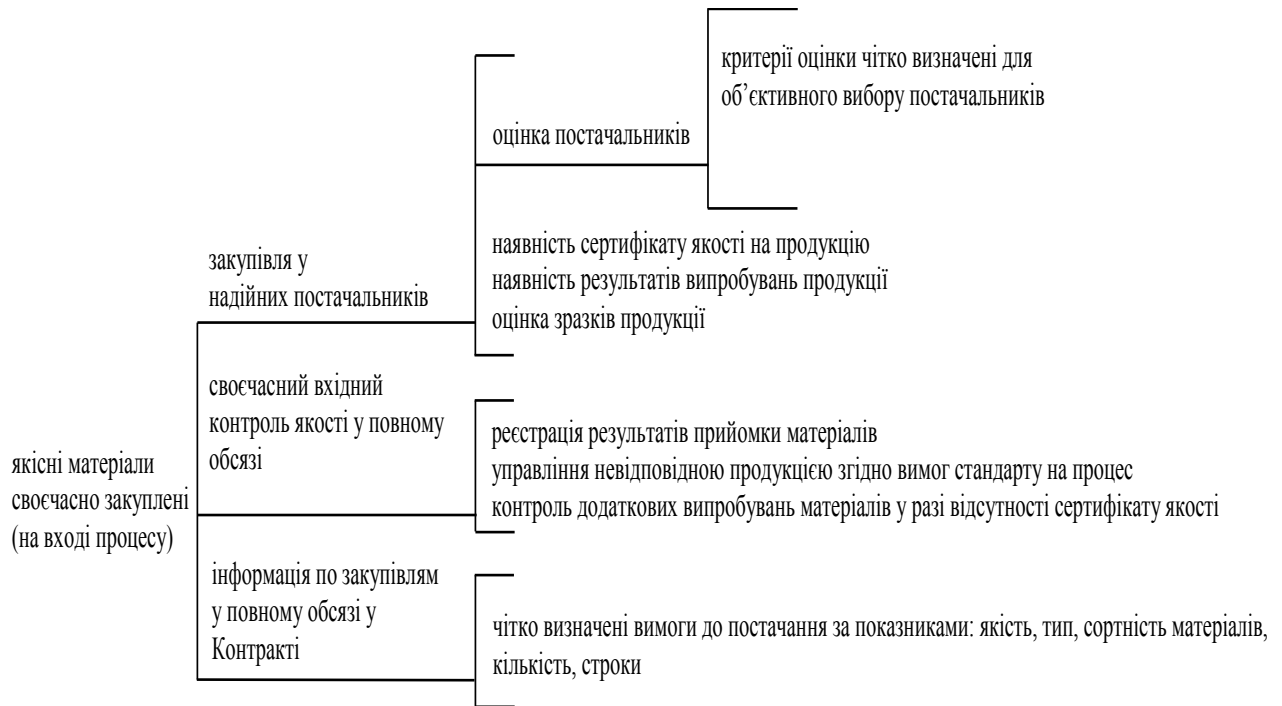 критерії оцінки чітко визначені для
об’єктивного вибору постачальників
оцінка постачальників
наявність сертифікату якості на продукцію
наявність результатів випробувань продукції
оцінка зразків продукції
закупівля у
надійних постачальників
своєчасний вхідний
контроль якості у повному
обсязі
реєстрація результатів прийомки матеріалів
управління невідповідною продукцією згідно вимог стандарту на процес
контроль додаткових випробувань матеріалів у разі відсутності сертифікату якості
якісні матеріали
своєчасно закуплені
(на вході процесу)
інформація по закупівлям
у повному обсязі у
Контракті
чітко визначені вимоги до постачання за показниками: якість, тип, сортність матеріалів,
кількість, строки